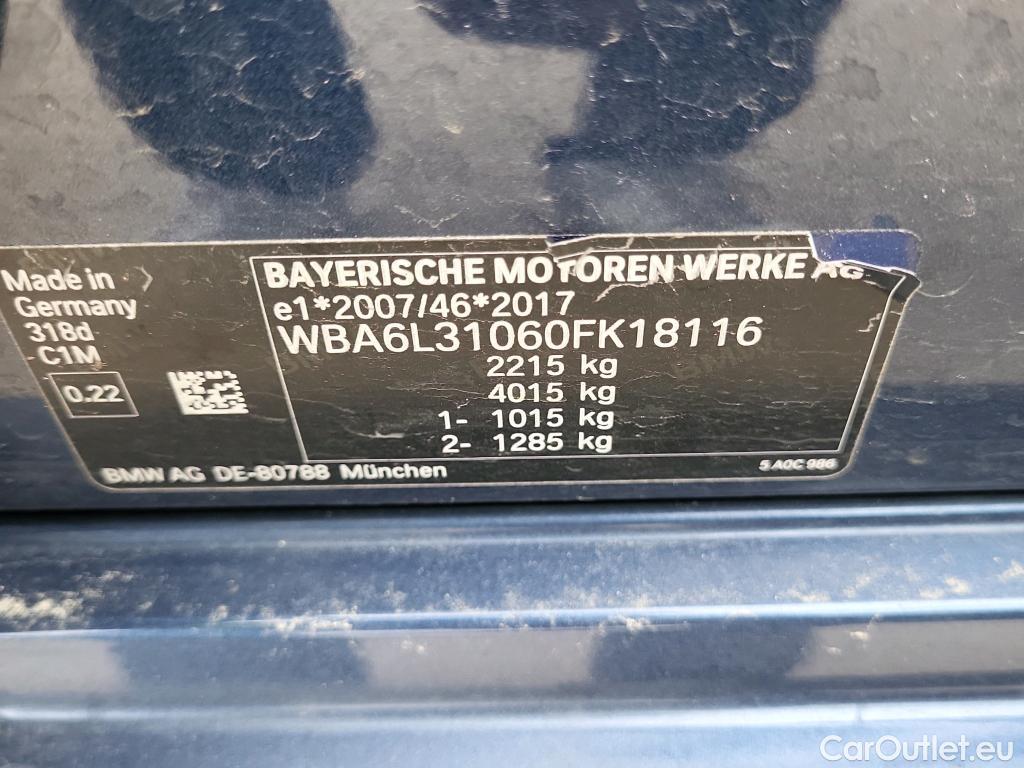 Made in
Germany
318d
C1M
0.22
BAYERISCHE MOTOREN WERKE AG
e1*2007/46*2017
WBA6L31060FK18116
2215 kg
4015 kg
1- 1015 kg
2- 1285 kg
BMW AG DE-80788 München
5 A0C 986
CarOutlet.eu